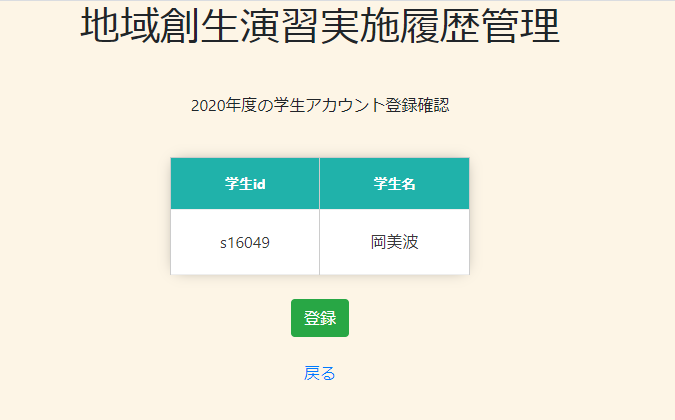 地域創生演習実施履歴管理
2020年度の学生アカウント登録確認
学生id 学生名
s16049 岡美波
登録
戻る